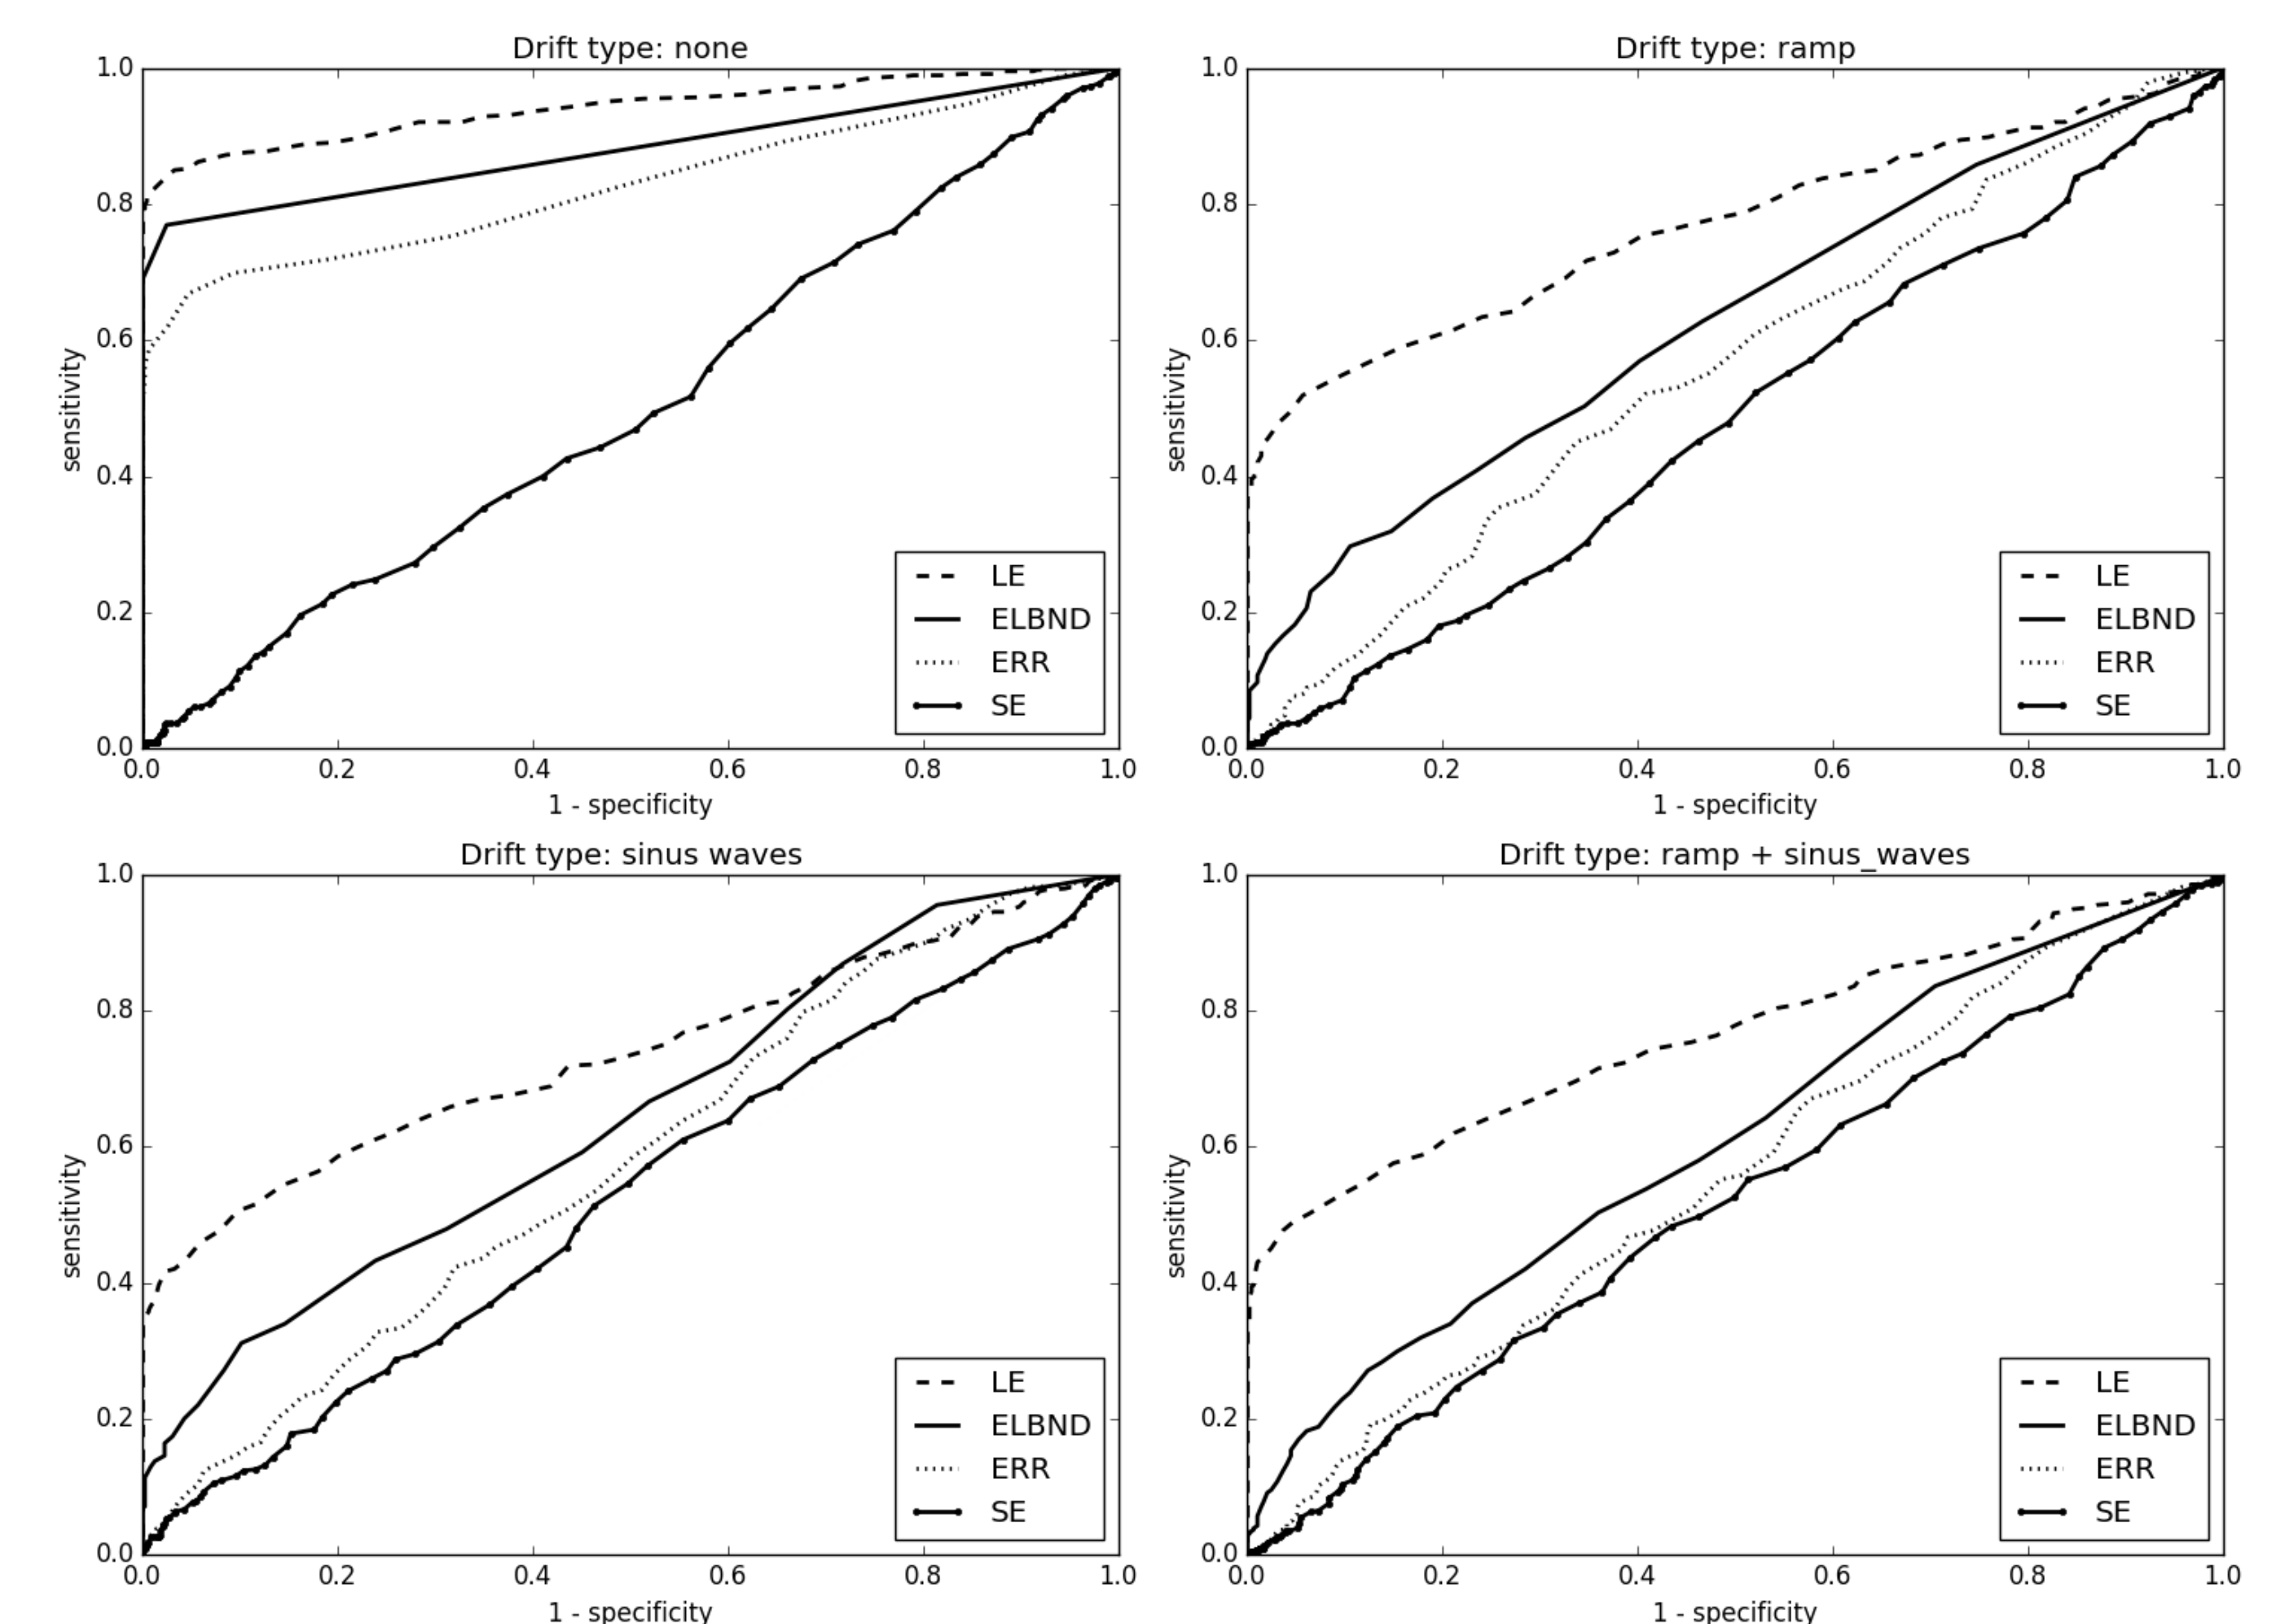 Drift type: none
1.0
0.8
0.6
0.4
0.2
0.0
sensitivity
LE
ELBND
ERR
SE
0.0 0.2 0.4 0.6 0.8 1.0
1 - specificity
Drift type: ramp
1.0
0.8
0.6
0.4
0.2
0.0
sensitivity
LE
ELBND
ERR
SE
0.0 0.2 0.4 0.6 0.8 1.0
1 - specificity
Drift type: sinus waves
1.0
0.8
0.6
0.4
0.2
0.0
sensitivity
LE
ELBND
ERR
SE
0.0 0.2 0.4 0.6 0.8 1.0
1 - specificity
Drift type: ramp + sinus_waves
1.0
0.8
0.6
0.4
0.2
0.0
sensitivity
LE
ELBND
ERR
SE
0.0 0.2 0.4 0.6 0.8 1.0
1 - specificity